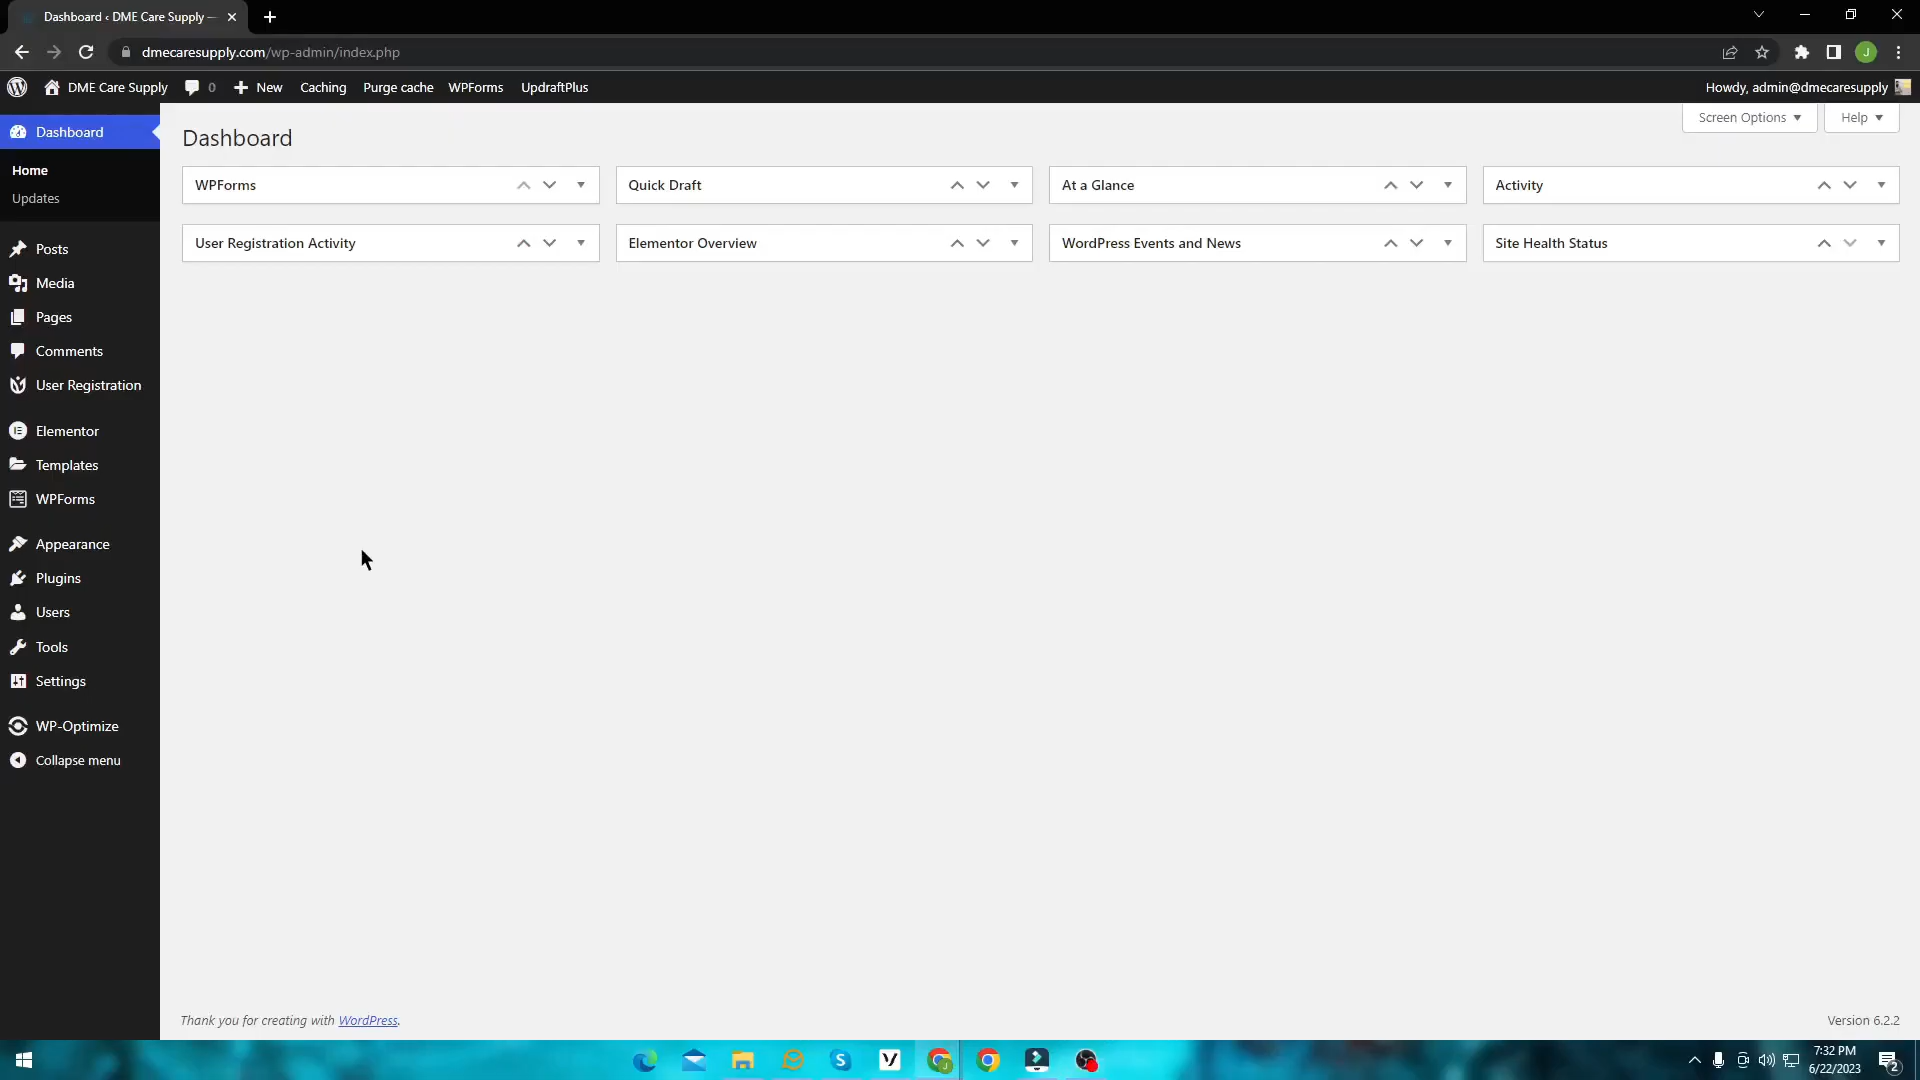 Dashboard ‹ DME Care Supply —
dmecaresupply.com/wp-admin/index.php
J
DME Care Supply 0 New Caching Purge cache WPForms UpdraftPlus Howdy, admin@dmecaresupply
Dashboard
Home
Updates
Posts
Media
Pages
Comments
User Registration
Elementor
Templates
WPForms
Appearance
Plugins
Users
Tools
Settings
WP-Optimize
Collapse menu
Screen Options Help
Dashboard
WPForms Quick Draft At a Glance Activity
User Registration Activity Elementor Overview WordPress Events and News Site Health Status
Thank you for creating with WordPress. Version 6.2.2
7:32 PM
6/22/2023
2